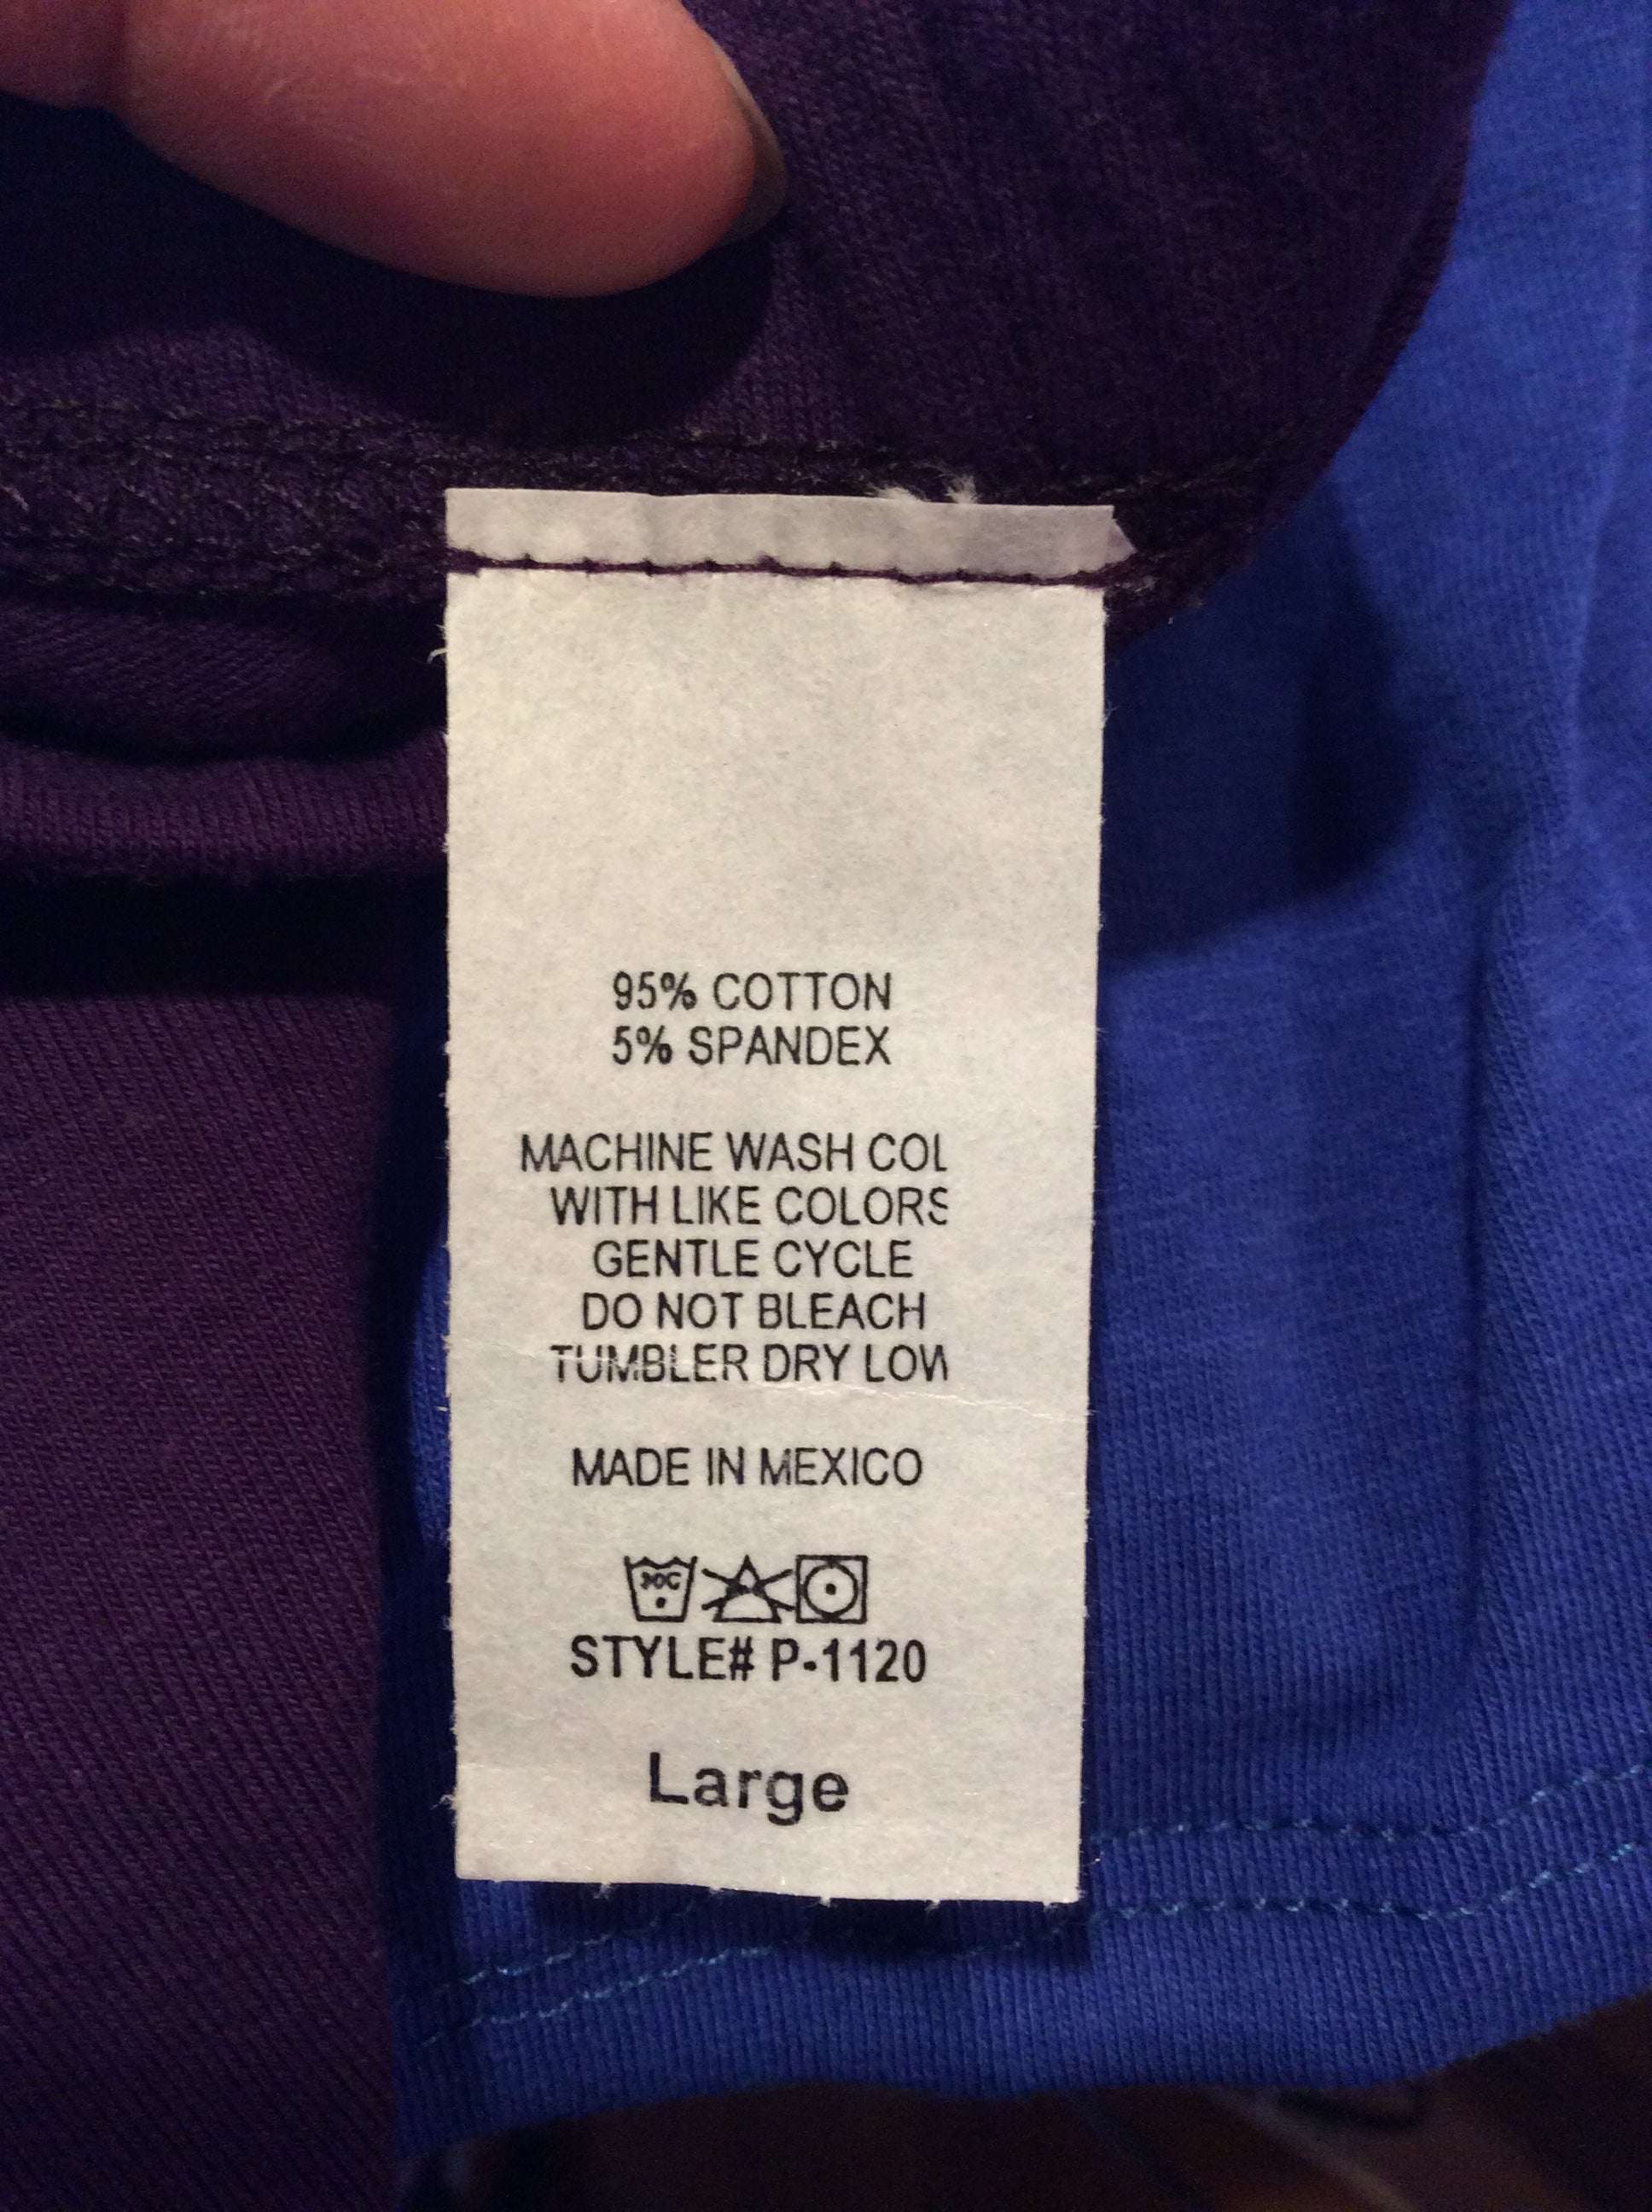 95% COTTON
5% SPANDEX
MACHINE WASH COL
WITH LIKE COLORS
GENTLE CYCLE
DO NOT BLEACH
TUMBLER DRY LOW
MADE IN MEXICO
30C
STYLE# P-1120
Large